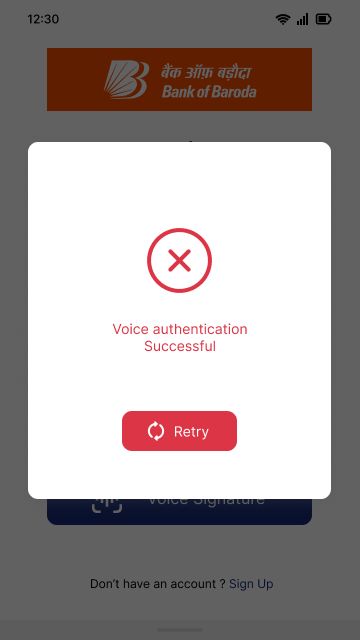 12:30
बैंक ऑफ़ बड़ौदा
Bank of Baroda
Voice authentication
Successful
Retry
Voice Signature
Don't have an account ? Sign Up